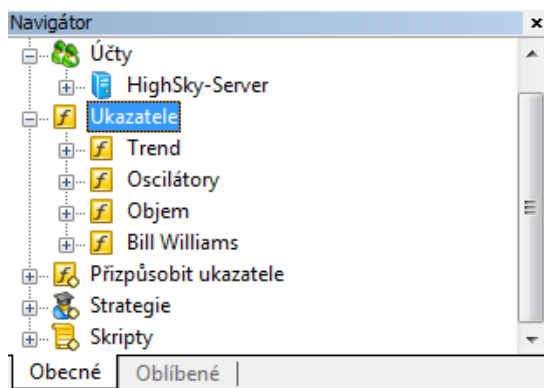 Navigátor
Účty
HighSky-Server
Ukazatele
Trend
Oscilátory
Objem
Bill Williams
Přizpůsobit ukazatele
Strategie
Skripty
Obecné Oblíbené